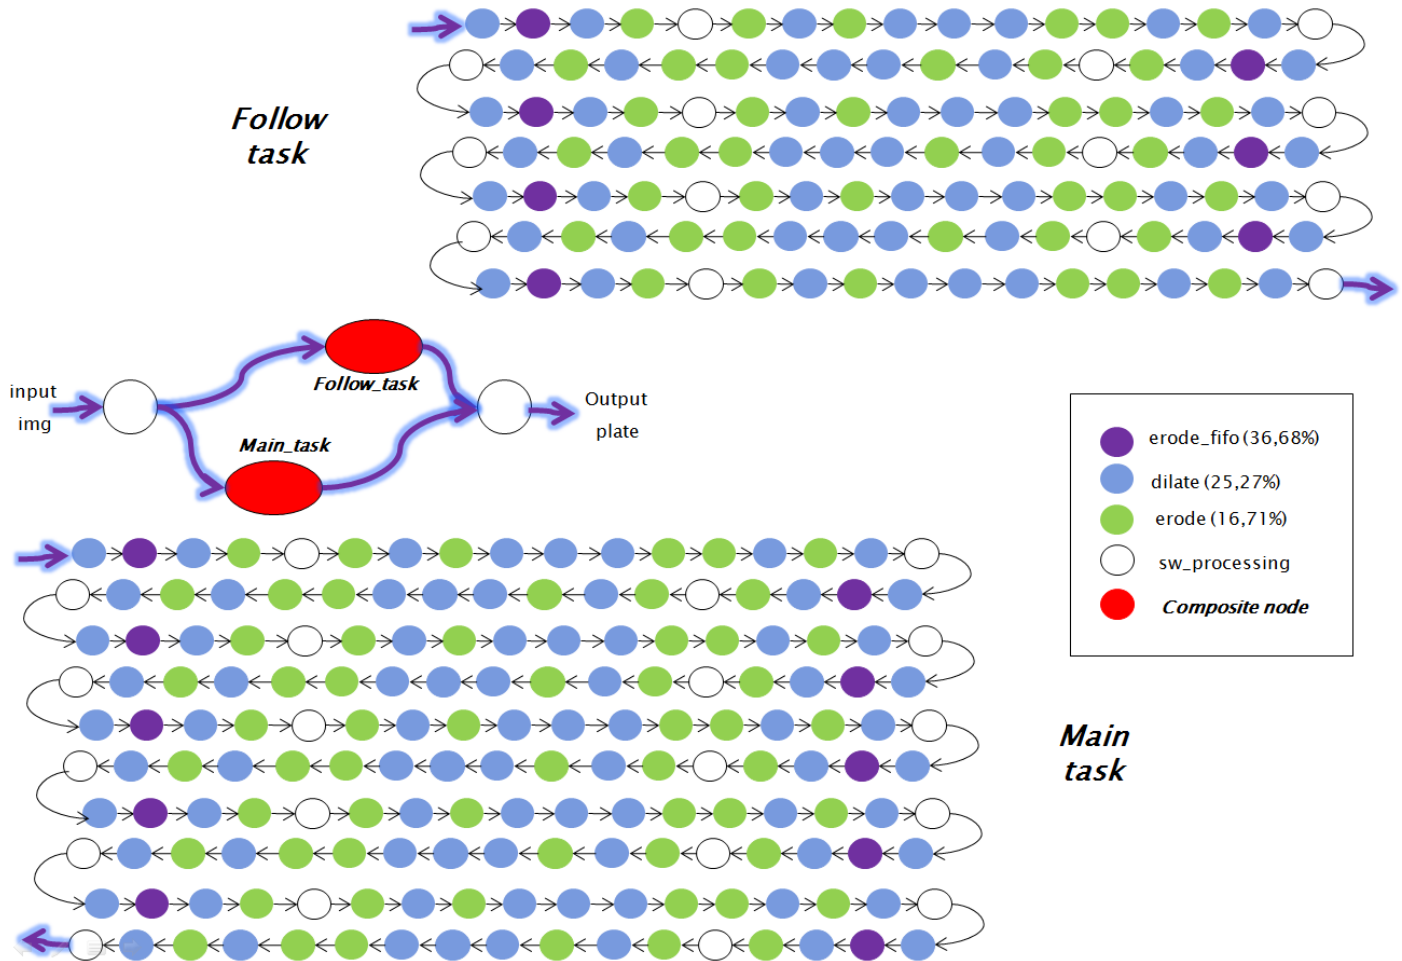 Follow
task
Follow_task
input
img
Output
plate
Main_task
erode_fifo (36,68%)
dilate (25,27%)
erode (16,71%)
sw_processing
Composite node
Main
task